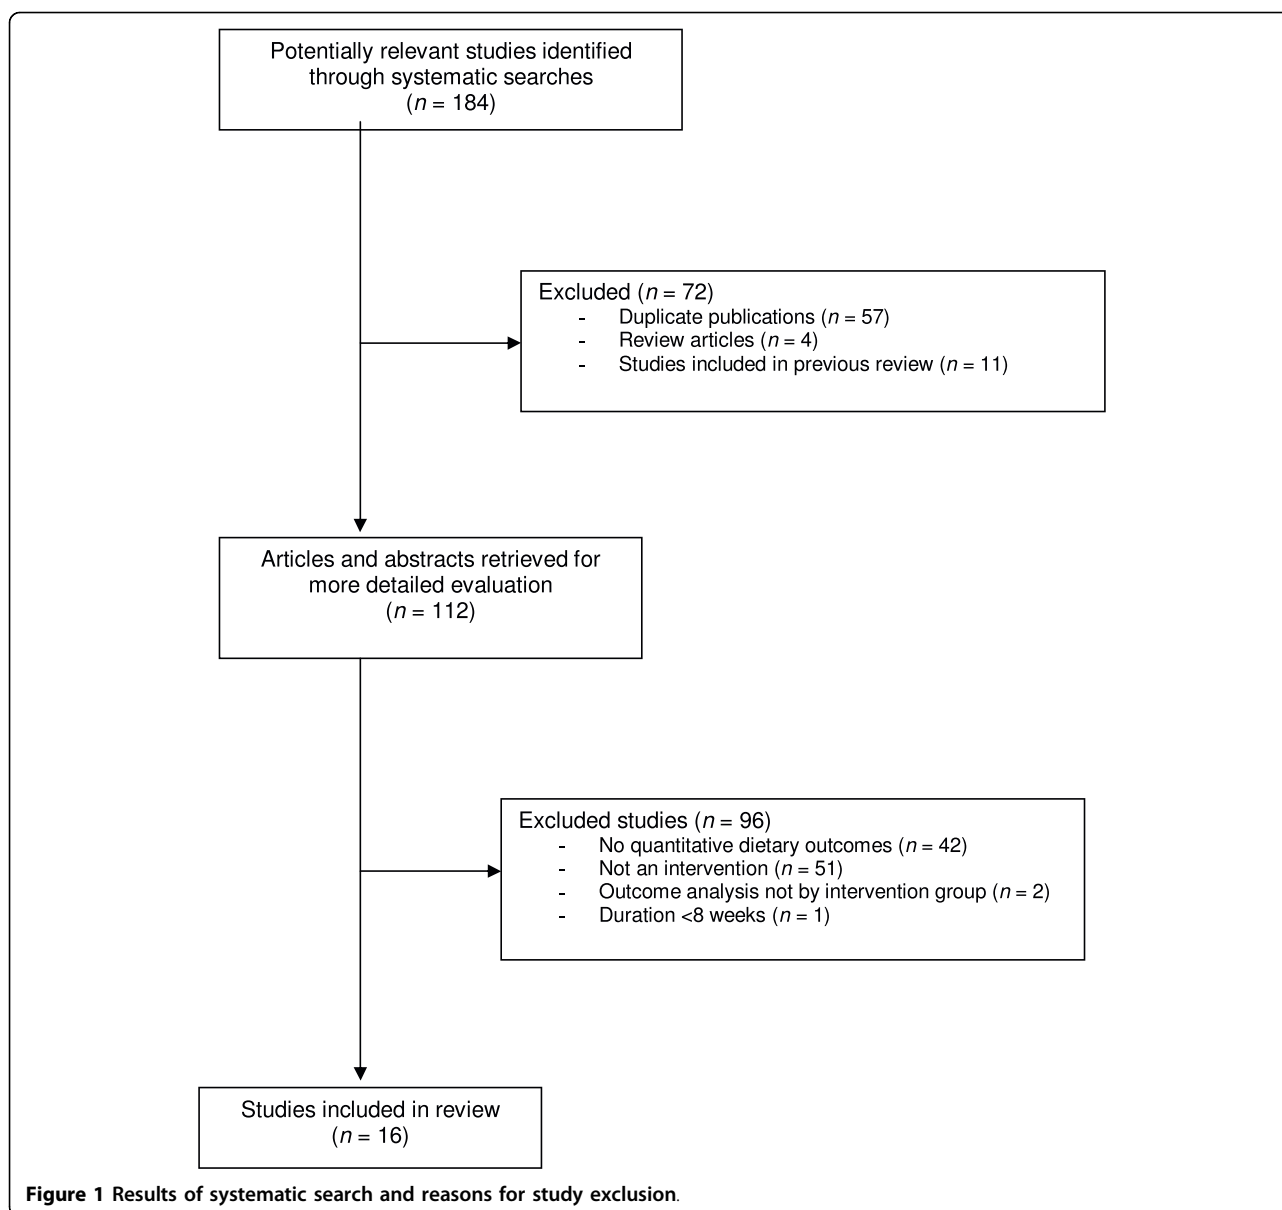 Potentially relevant studies identified
through systematic searches
(n = 184)
Excluded (n = 72)
- Duplicate publications (n = 57)
- Review articles (n = 4)
- Studies included in previous review (n = 11)
Articles and abstracts retrieved for
more detailed evaluation
(n = 112)
Excluded studies (n = 96)
- No quantitative dietary outcomes (n = 42)
- Not an intervention (n = 51)
- Outcome analysis not by intervention group (n = 2)
- Duration <8 weeks (n = 1)
Studies included in review
(n = 16)
Figure 1 Results of systematic search and reasons for study exclusion.